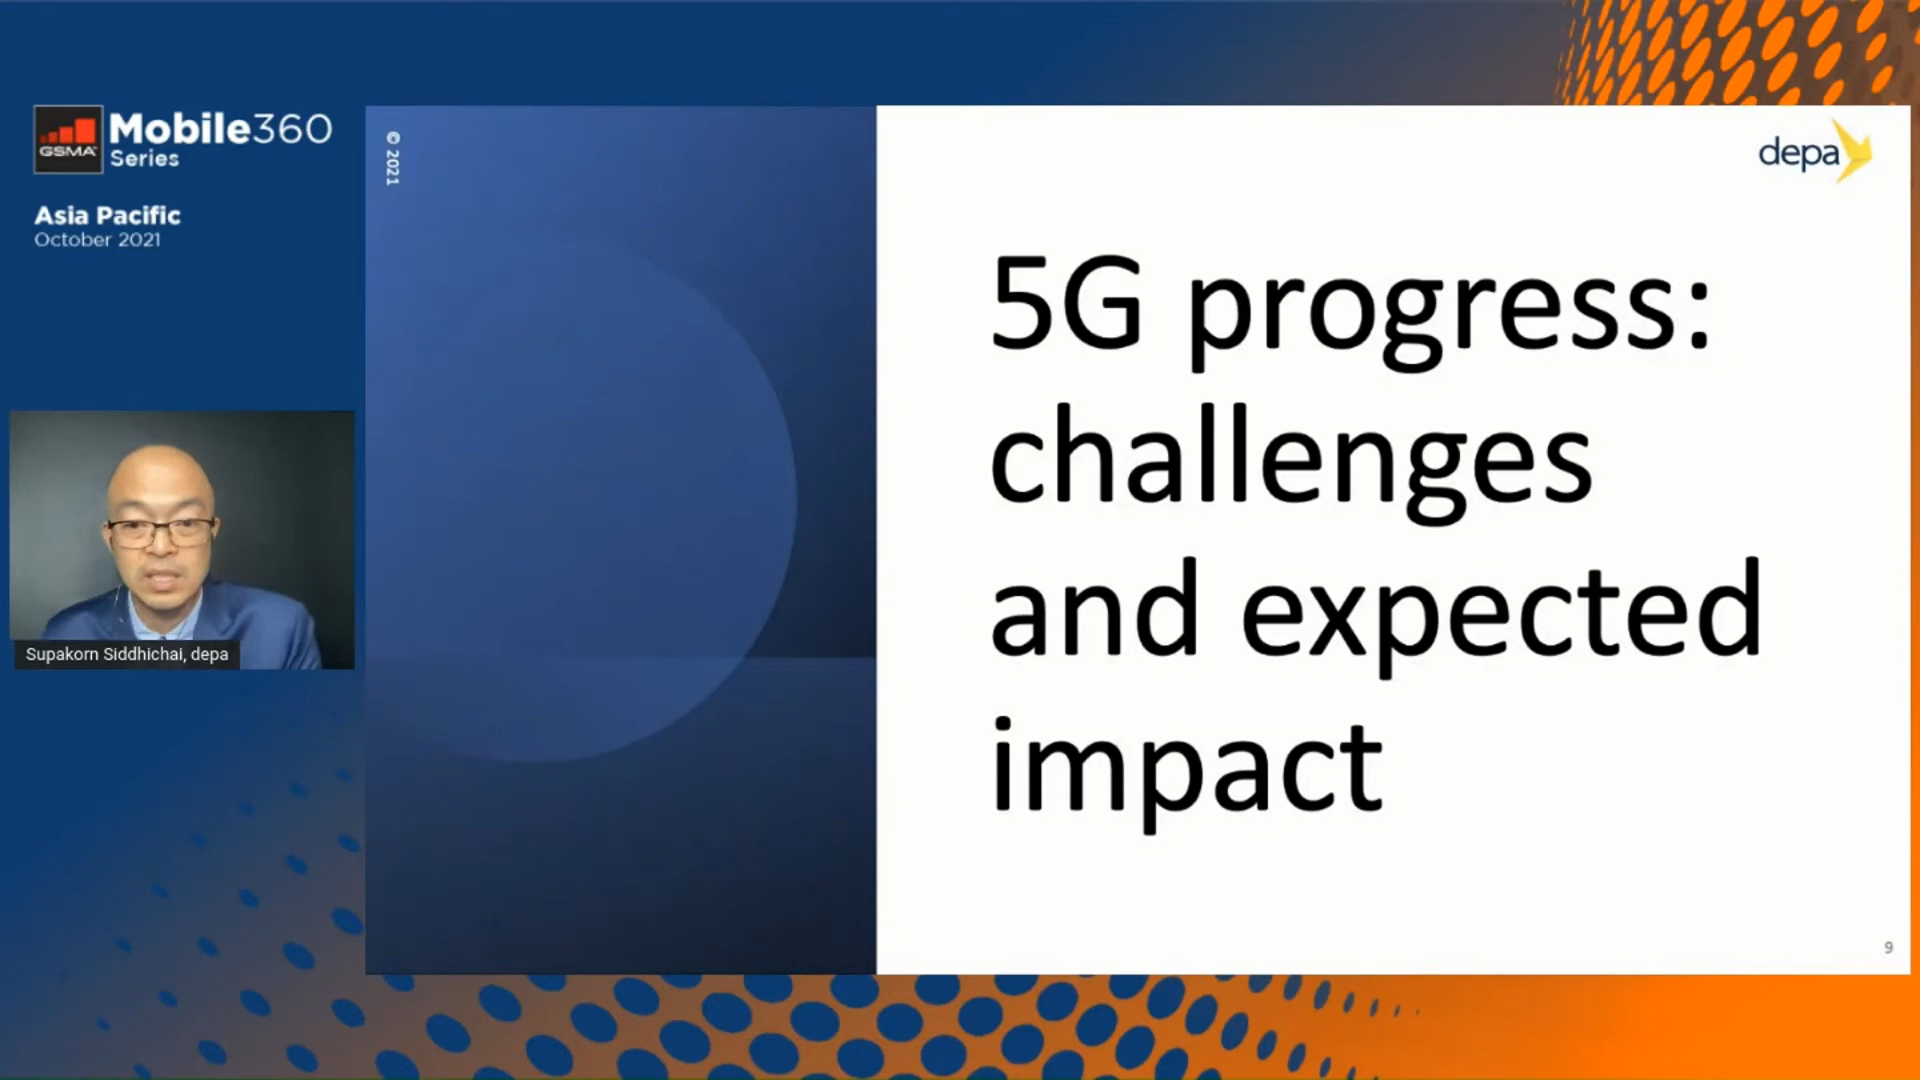 GSMA
Mobile360
Series
Asia Pacific
October 2021
Supakorn Siddhichai, depa
© 2021
depa
5G progress:
challenges
and expected
impact
9